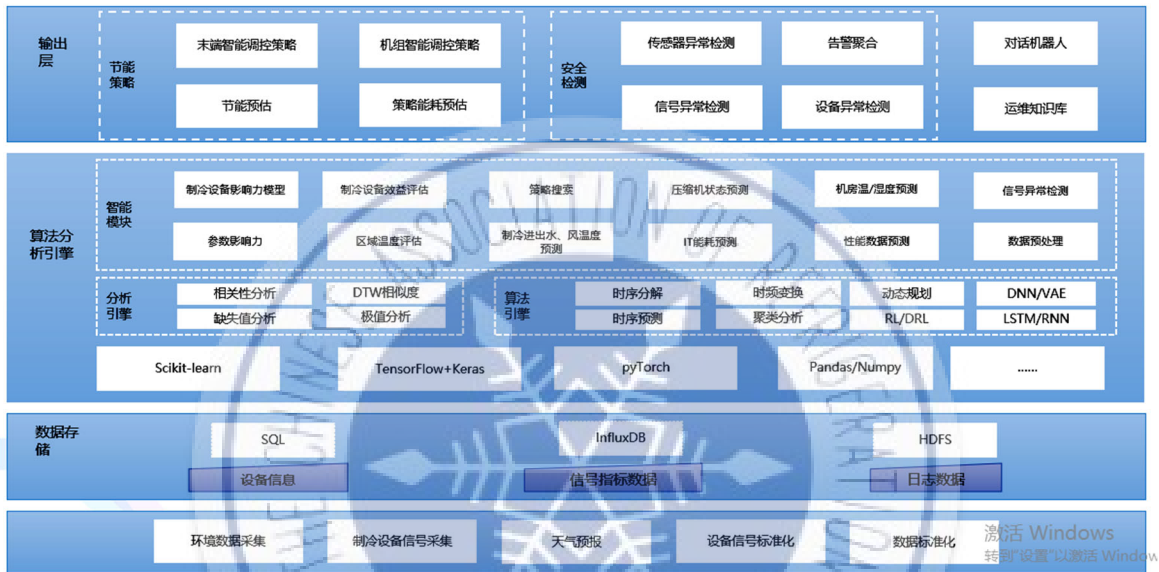 输出
层
节能
策略
末端智能调控策略
机组智能调控策略
节能预估
策略能耗预估
安全
检测
传感器异常检测
告警聚合
信号异常检测
设备异常检测
对话机器人
运维知识库
算法分
析引擎
智能
模块
制冷设备影响力模型
制冷设备效益评估
策略搜索
压缩机状态预测
机房温/湿度预测
信号异常检测
参数影响力
区域温度评估
制冷进出水、风温度
预测
IT能耗预测
性能数据预测
数据预处理
分析
引擎
相关性分析
DTW相似度
缺失值分析
极值分析
算法
引擎
时序分解
时频变换
动态规划
DNN/VAE
时序预测
聚类分析
RL/DRL
LSTM/RNN
Scikit-learn
TensorFlow+Keras
pyTorch
Pandas/Numpy
......
数据存
储
SQL
InfluxDB
HDFS
设备信息
信号指标数据
日志数据
环境数据采集
制冷设备信号采集
天气预报
设备信号标准化
数据标准化
THE CHINESE ASSOCIATION OF REFRIGERATION
激活 Windows
转到"设置"以激活 Window